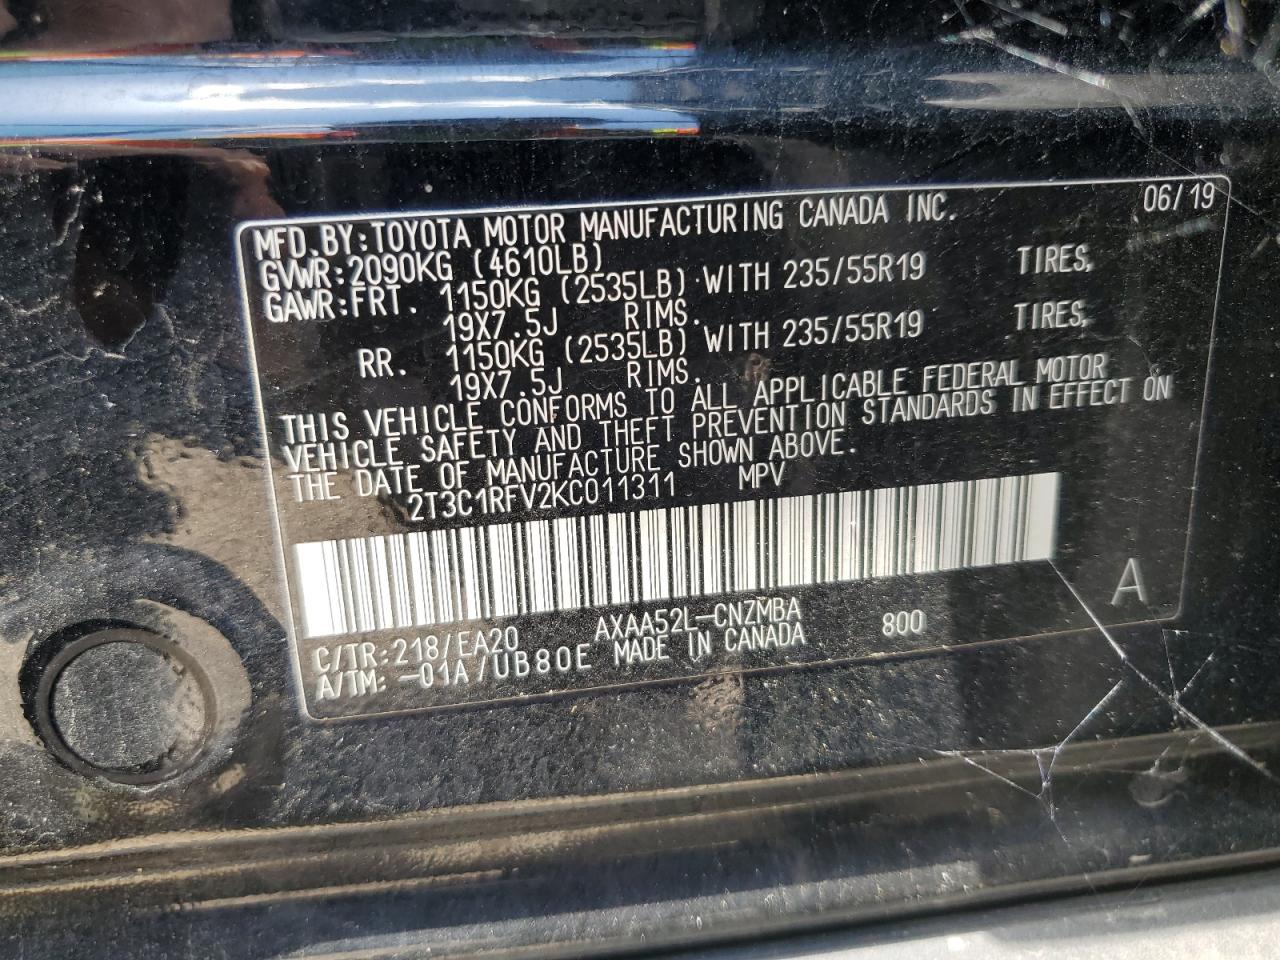 MFD.BY:TOYOTA MOTOR MANUFACTURING CANADA INC. 06/19
GVWR:2090KG (4610LB)
GAWR:FRT. 1150KG (2535LB) WITH 235/55R19 TIRES,
19X7.5J RIMS.
RR. 1150KG (2535LB) WITH 235/55R19 TIRES,
19X7.5J RIMS.
THIS VEHICLE CONFORMS TO ALL APPLICABLE FEDERAL MOTOR
VEHICLE SAFETY AND THEFT PREVENTION STANDARDS IN EFFECT ON
THE DATE OF MANUFACTURE SHOWN ABOVE.
2T3C1RFV2KC011311 MPV
A
C/TR:218/EA20 AXAA52L-CNZMBA 800
A/TM:-01A/UB80E MADE IN CANADA